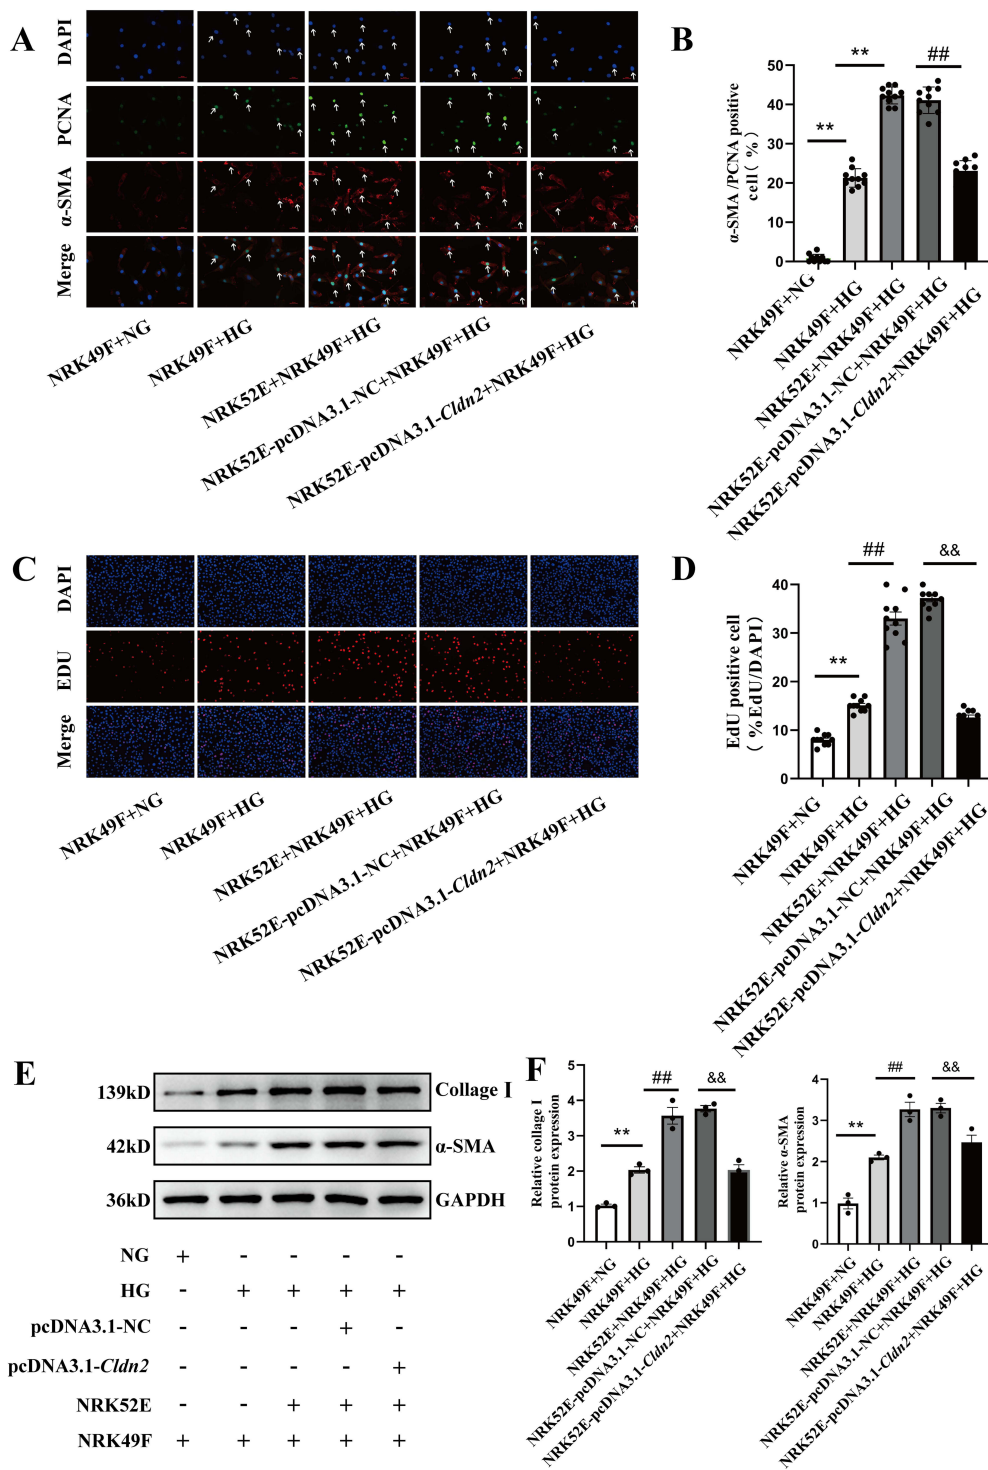 A
DAPI
PCNA
α-SMA
Merge
NRK49F+NG
NRK49F+HG
NRK52E+NRK49F+HG
NRK52E-pcDNA3.1-NC+NRK49F+HG
NRK52E-pcDNA3.1-Cldn2+NRK49F+HG
B
α-SMA /PCNA positive
cell( %)
50
40
30
20
10
0
**
**
##
NRK49F+NG
NRK49F+HG
NRK52E+NRK49F+HG
NRK52E-pcDNA3.1-NC+NRK49F+HG
NRK52E-pcDNA3.1-Cldn2+NRK49F+HG
C
DAPI
EDU
Merge
NRK49F+NG
NRK49F+HG
NRK52E+NRK49F+HG
NRK52E-pcDNA3.1-NC+NRK49F+HG
NRK52E-pcDNA3.1-Cldn2+NRK49F+HG
D
EdU positive cell
( %EdU/DAPI)
40
30
20
10
0
**
##
&&
NRK49F+NG
NRK49F+HG
NRK52E+NRK49F+HG
NRK52E-pcDNA3.1-NC+NRK49F+HG
NRK52E-pcDNA3.1-Cldn2+NRK49F+HG
E
139kD Collage I
42kD α-SMA
36kD GAPDH
NG + - - - -
HG - + + + +
pcDNA3.1-NC - - - + -
pcDNA3.1-Cldn2 - - - - +
NRK52E - - + + +
NRK49F + + + + +
F
Relative collage I
protein expression
5
4
3
2
1
0
**
##
&&
NRK49F+NG
NRK49F+HG
NRK52E+NRK49F+HG
NRK52E-pcDNA3.1-NC+NRK49F+HG
NRK52E-pcDNA3.1-Cldn2+NRK49F+HG
Relative α-SMA
protein expression
4
3
2
1
0
**
##
&&
NRK49F+NG
NRK49F+HG
NRK52E+NRK49F+HG
NRK52E-pcDNA3.1-NC+NRK49F+HG
NRK52E-pcDNA3.1-Cldn2+NRK49F+HG